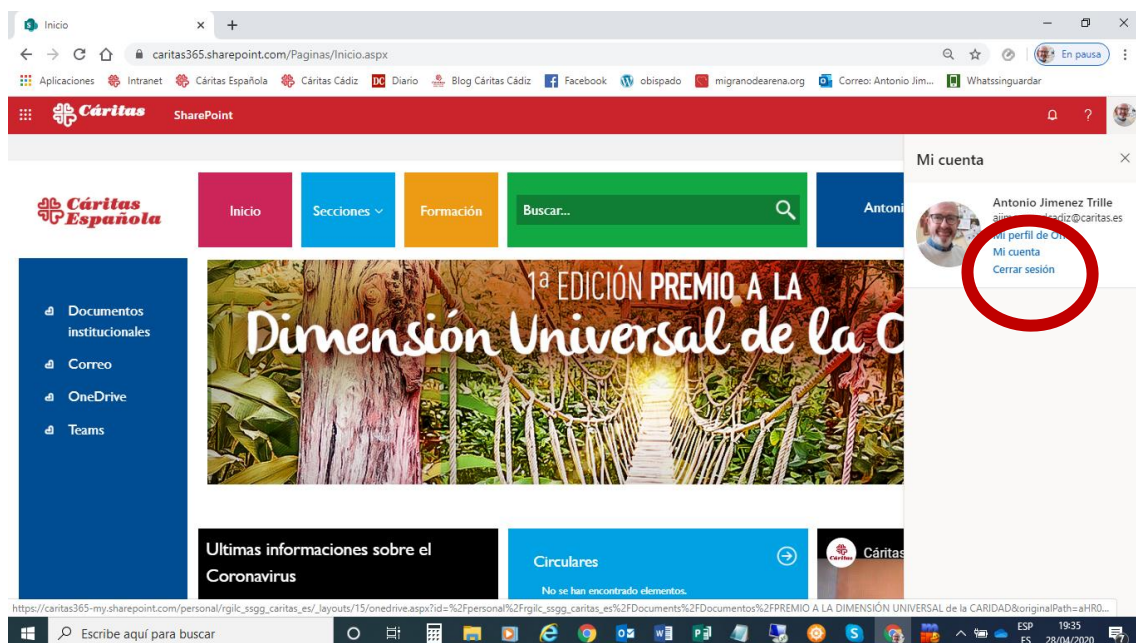 Inicio
caritas365.sharepoint.com/Paginas/Inicio.aspx
En pausa
Aplicaciones Intranet Cáritas Española Cáritas Cádiz DC Diario Blog Cáritas Cádiz Facebook obispado migranodearena.org Correo: Antonio Jim... Whatssinguardar
Cáritas SharePoint
Mi cuenta
Antonio Jimenez Trille
Mi perfil de
Mi cuenta
Cerrar sesión
Cáritas
Española
Inicio
Secciones
Formación
Buscar...
Antoni
Documentos
institucionales
Correo
OneDrive
Teams
1ª EDICIÓN PREMIO A LA
Dimensión Universal de la C
Ultimas informaciones sobre el
Coronavirus
Circulares
No se han encontrado elementos.
Cáritas
https://caritas365-my.sharepoint.com/personal/rgilc_ssgg_caritas_es/_layouts/15/onedrive.aspx?id=%2Fpersonal%2Frgilc_ssgg_caritas_es%2FDocuments%2FDocumentos%2FPREMIO A LA DIMENSIÓN UNIVERSAL de la CARIDAD&originalPath=aHR0...
Escribe aquí para buscar
ESP
ES
19:35
28/04/2020